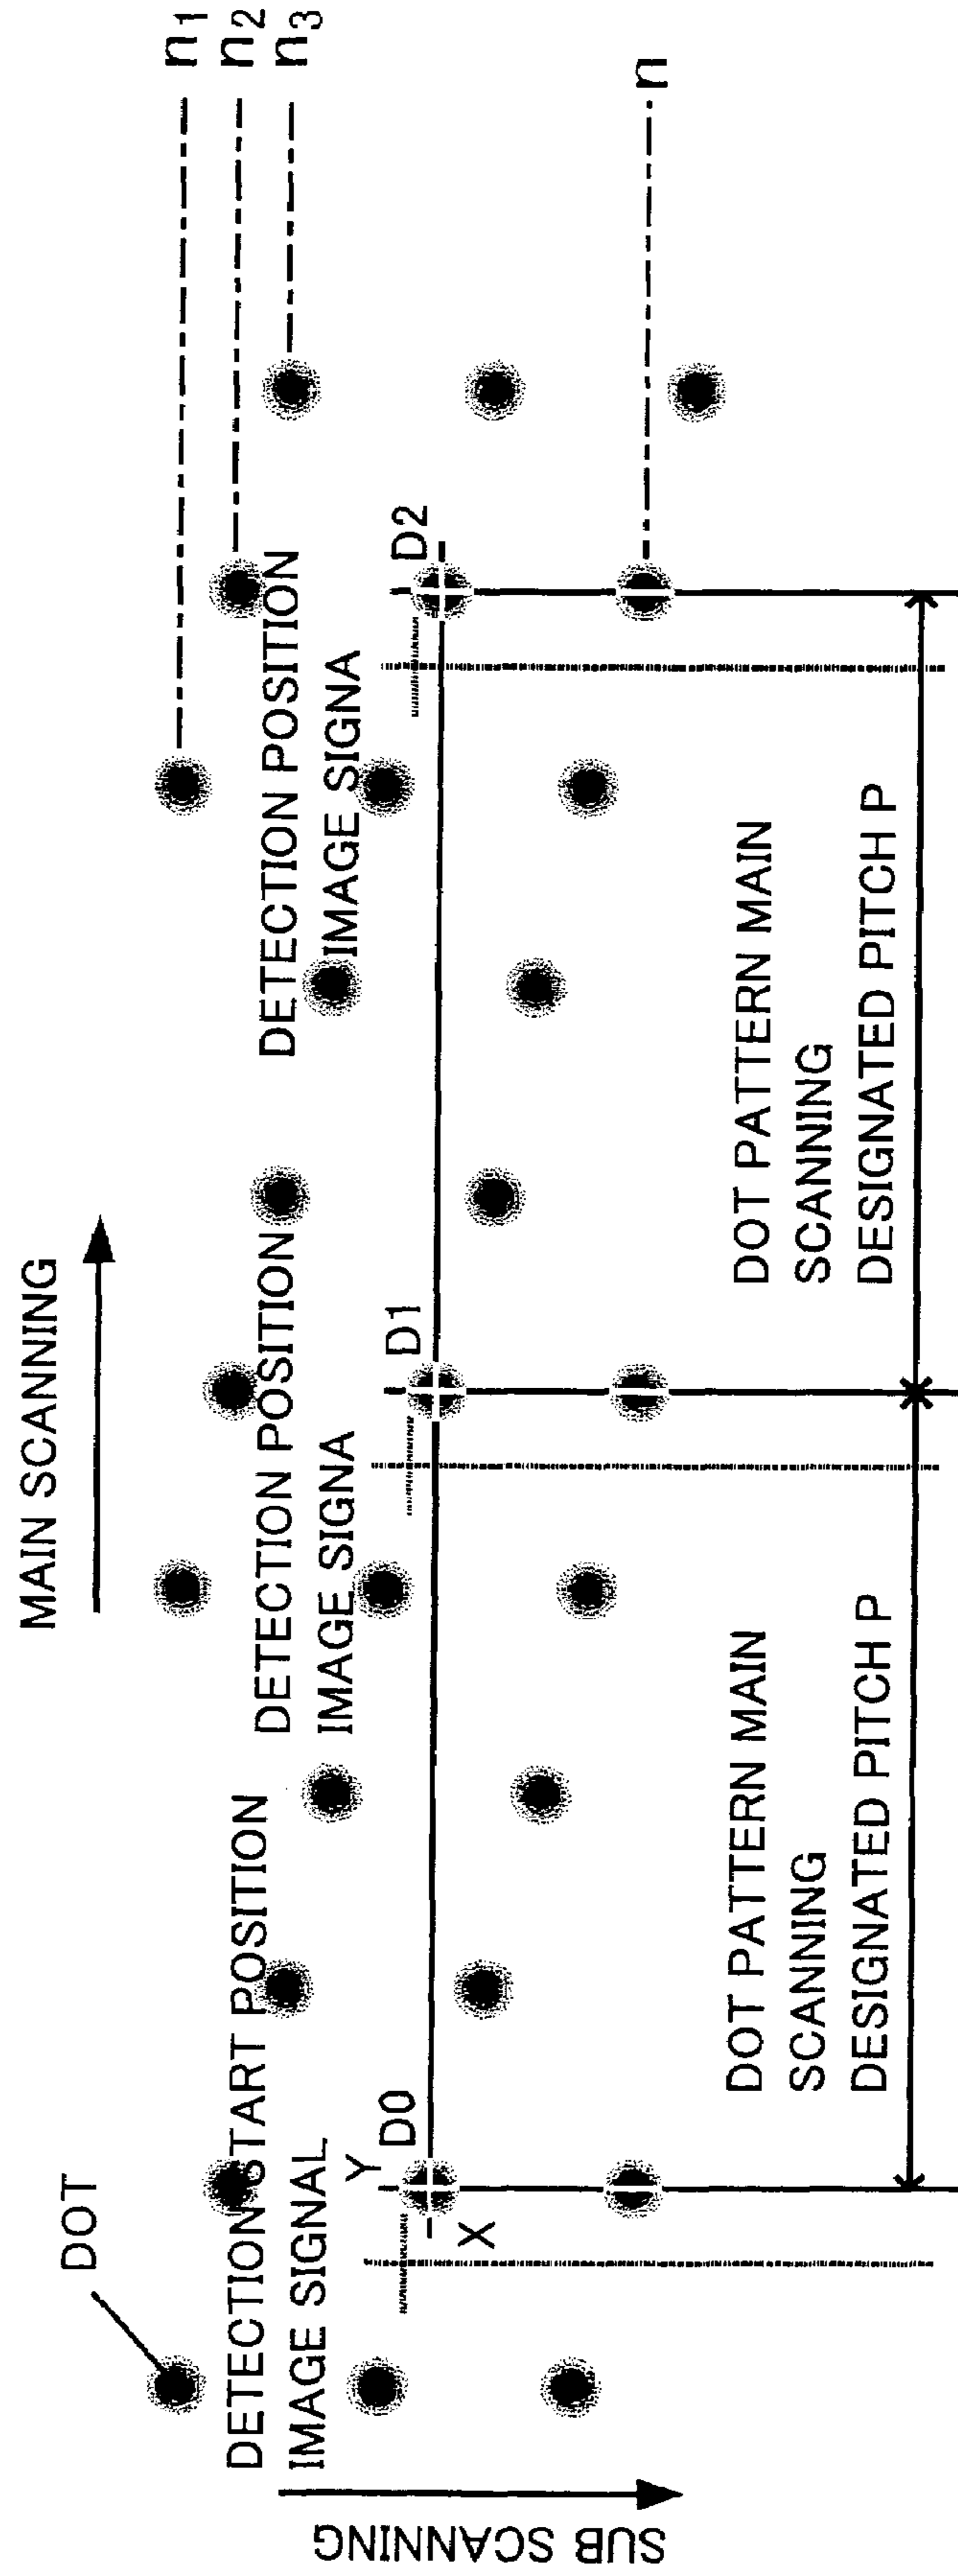 MAIN SCANNING
n1
n2
n3
n
DOT
DETECTION START POSITION
IMAGE SIGNAL
DETECTION POSITION
IMAGE SIGNA
DETECTION POSITION
IMAGE SIGNA
Y
D0
X
D1
D2
DOT PATTERN MAIN
SCANNING
DESIGNATED PITCH P
DOT PATTERN MAIN
SCANNING
DESIGNATED PITCH P
SUB SCANNING